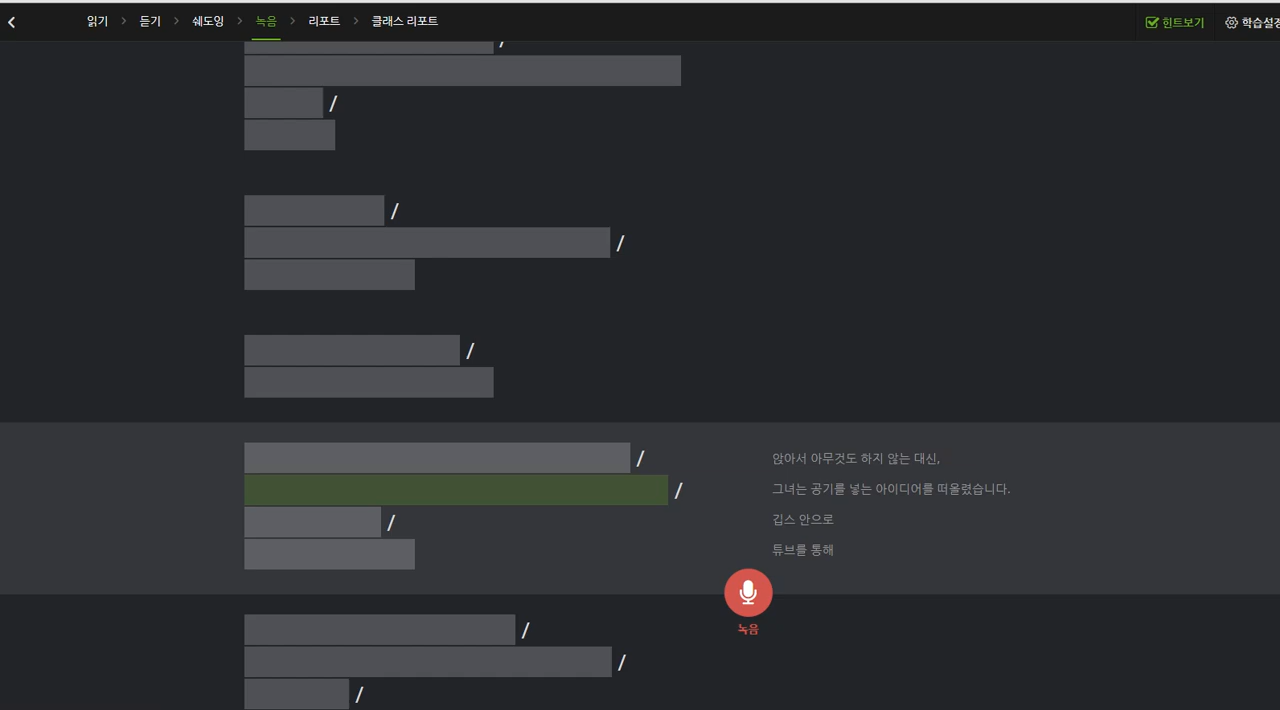 읽기 > 듣기 > 쉐도잉 > 녹음 > 리포트 > 클래스 리포트
힌트보기
학습설정
/
/
/
/
/
/
앉아서 아무것도 하지 않는 대신,
/
그녀는 공기를 넣는 아이디어를 떠올렸습니다.
/
깁스 안으로
튜브를 통해
녹음
/
/
/